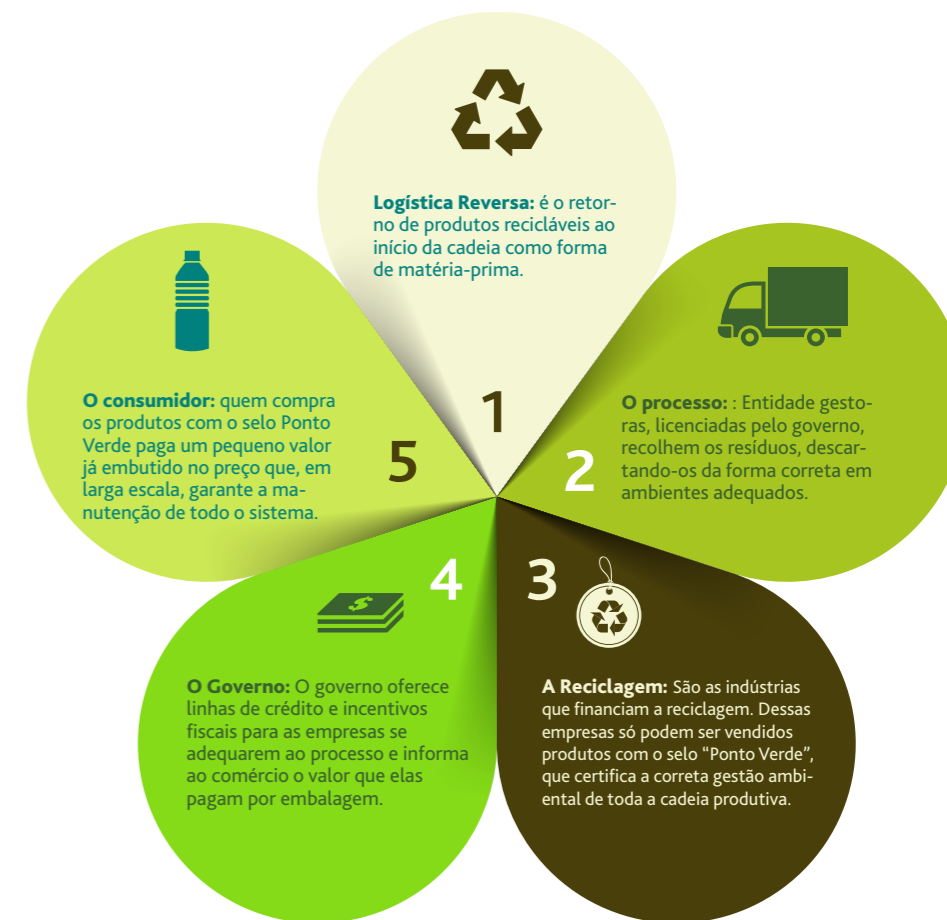 Logística Reversa: é o retor-
no de produtos recicláveis ao
início da cadeia como forma
de matéria-prima.
1
O processo: : Entidade gesto-
ras, licenciadas pelo governo,
recolhem os resíduos, descar-
tando-os da forma correta em
ambientes adequados.
2
3
A Reciclagem: São as indústrias
que financiam a reciclagem. Dessas
empresas só podem ser vendidos
produtos com o selo “Ponto Verde”,
que certifica a correta gestão ambi-
ental de toda a cadeia produtiva.
4
$
O Governo: O governo oferece
linhas de crédito e incentivos
fiscais para as empresas se
adequarem ao processo e informa
ao comércio o valor que elas
pagam por embalagem.
O consumidor: quem compra
os produtos com o selo Ponto
Verde paga um pequeno valor
já embutido no preço que, em
larga escala, garante a ma-
nutenção de todo o sistema.
5